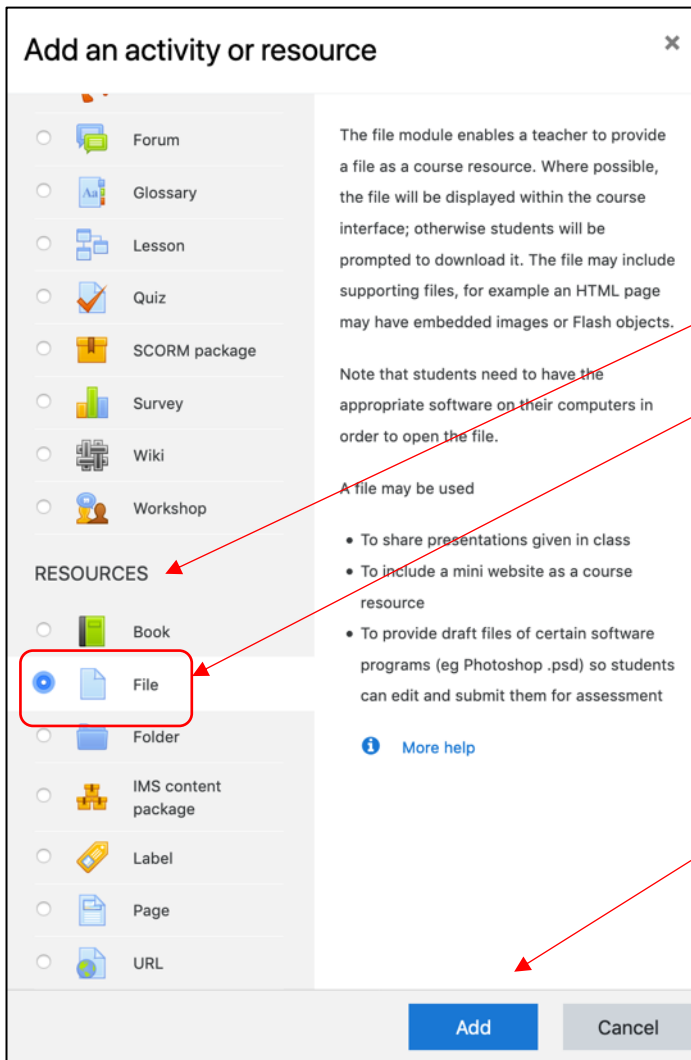 Add an activity or resource
×
Forum
Glossary
Lesson
Quiz
SCORM package
Survey
Wiki
Workshop
RESOURCES
Book
File
Folder
IMS content
package
Label
Page
URL
The file module enables a teacher to provide
a file as a course resource. Where possible,
the file will be displayed within the course
interface; otherwise students will be
prompted to download it. The file may include
supporting files, for example an HTML page
may have embedded images or Flash objects.
Note that students need to have the
appropriate software on their computers in
order to open the file.
A file may be used
• To share presentations given in class
• To include a mini website as a course
resource
• To provide draft files of certain software
programs (eg Photoshop .psd) so students
can edit and submit them for assessment
More help
Add
Cancel